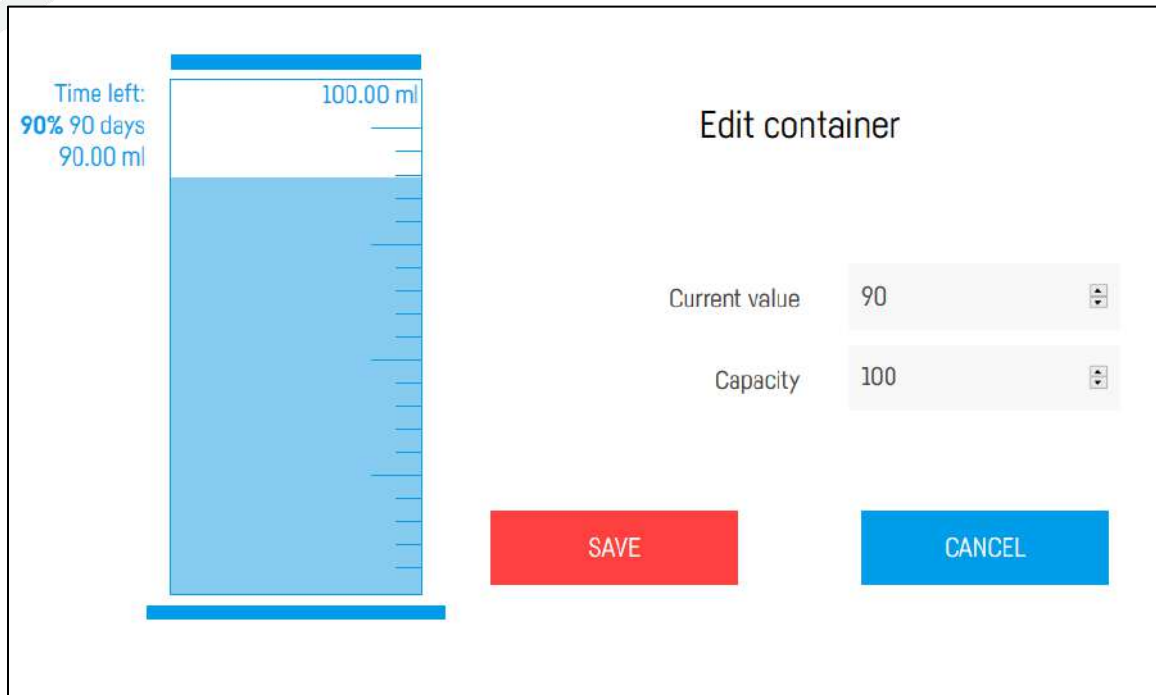 Time left:
90% 90 days
90.00 ml
100.00 ml
Edit container
Current value 90
Capacity 100
SAVE
CANCEL